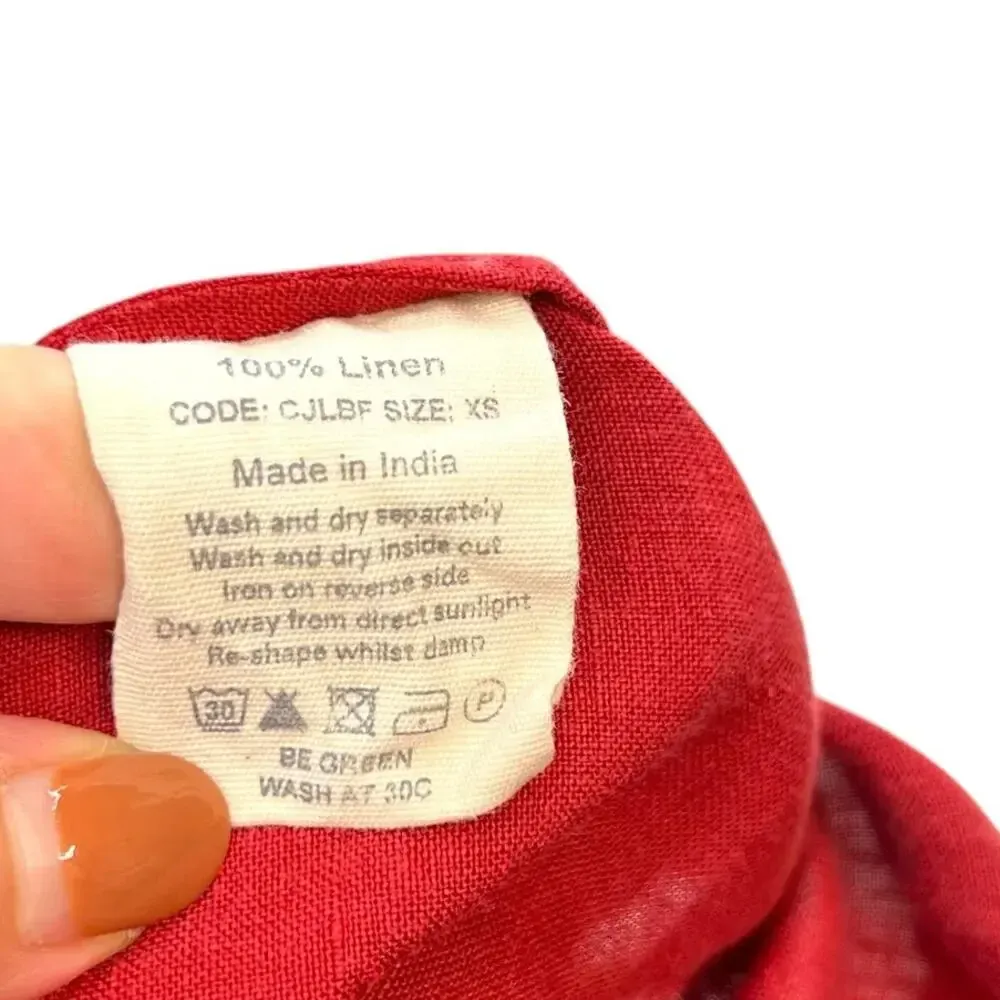 100% Linen
CODE: CJLBF SIZE: XS
Made in India
Wash and dry separately
Wash and dry inside out
Iron on reverse side
Dry away from direct sunlight
Re-shape whilst damp
30 P
BE GREEN
WASH AT 30C